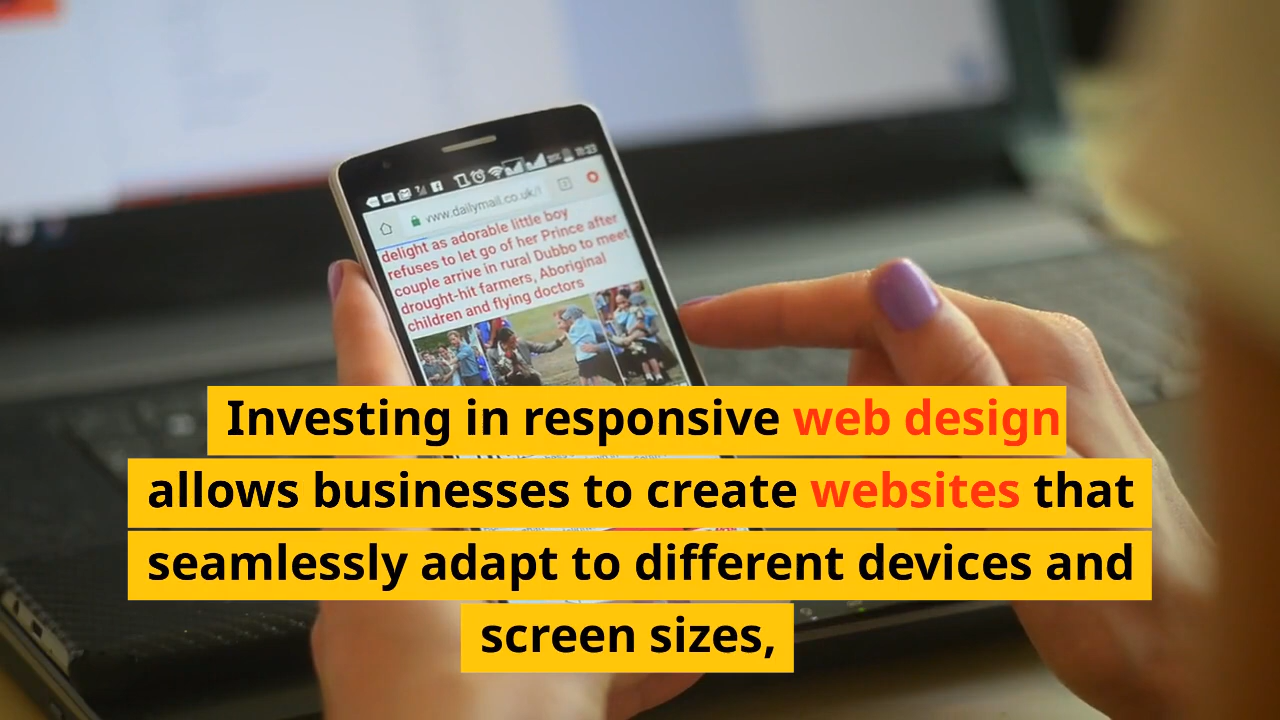 www.dailymail.co.uk/
delight as adorable little boy
refuses to let go of her Prince after
couple arrive in rural Dubbo to meet
drought-hit farmers, Aboriginal
children and flying doctors
Investing in responsive web design
allows businesses to create websites that
seamlessly adapt to different devices and
screen sizes,